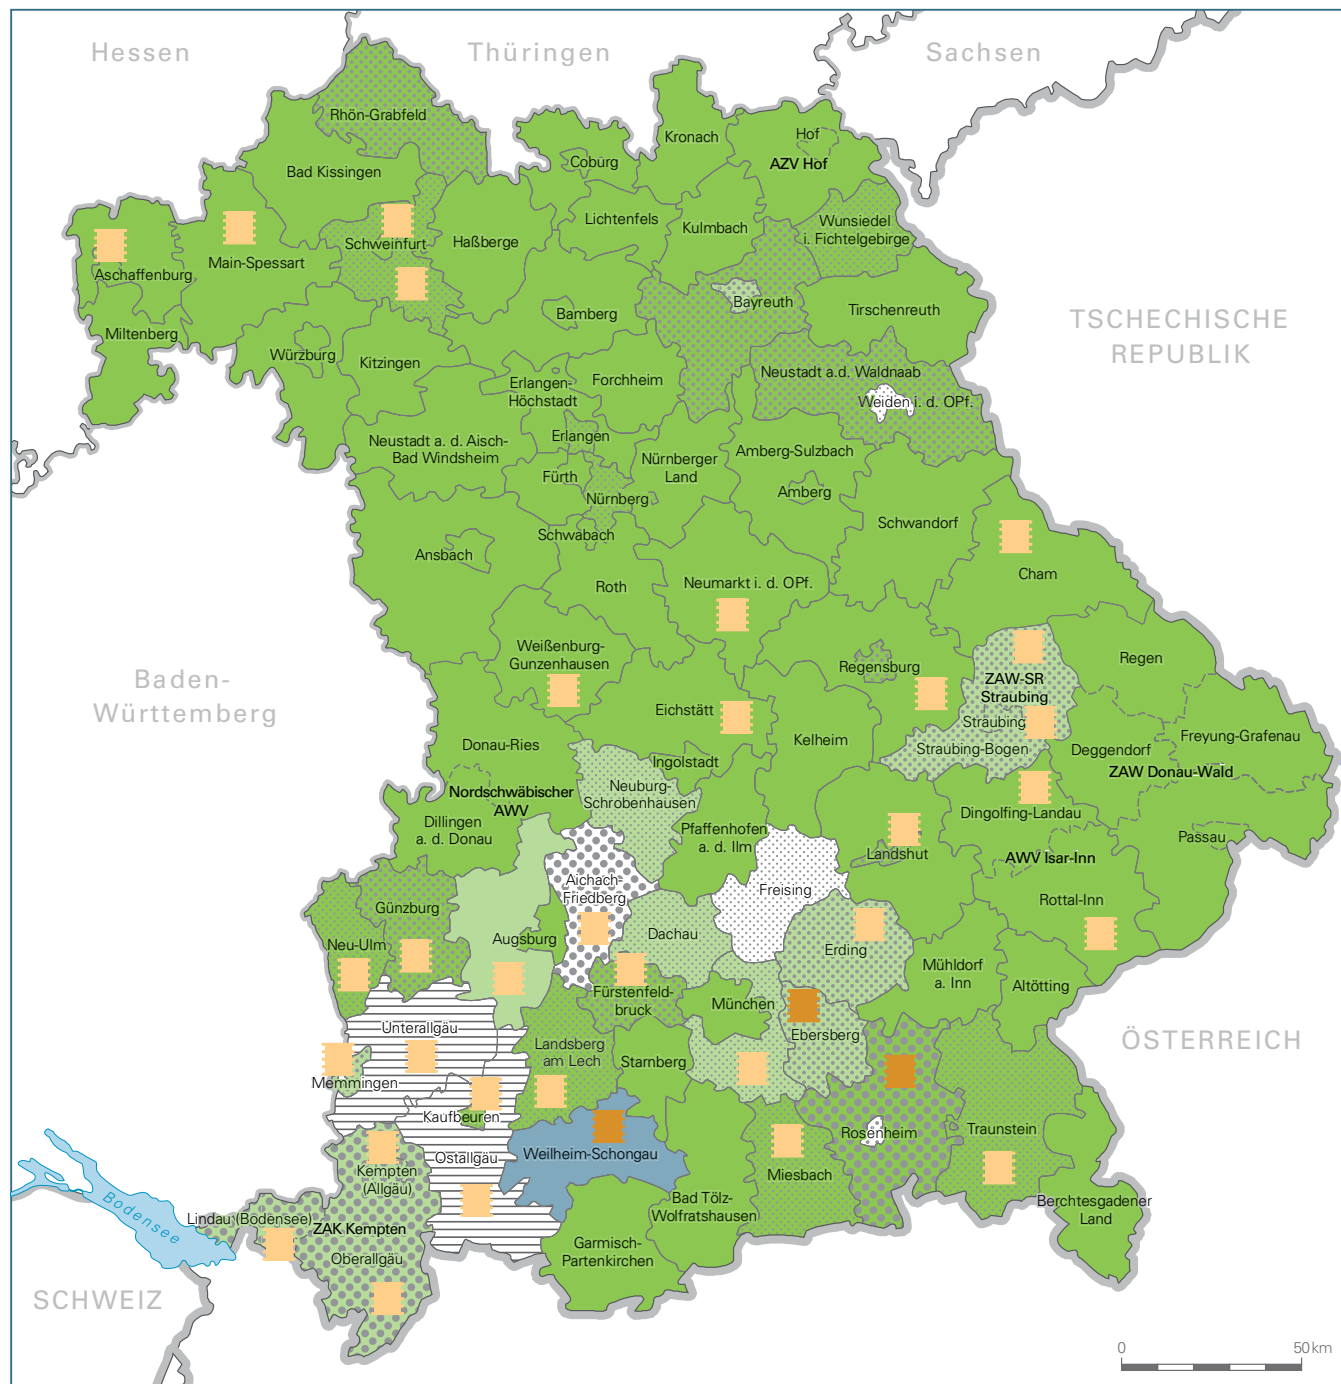 Hessen
Thüringen
Sachsen
Rhön-Grabfeld
Kronach
Hof
AZV Hof
Coburg
Bad Kissingen
Lichtenfels
Kulmbach
Wunsiedel
i. Fichtelgebirge
Schweinfurt
Haßberge
Main-Spessart
Aschaffenburg
Bayreuth
Tirschenreuth
Bamberg
TSCHECHISCHE
REPUBLIK
Miltenberg
Würzburg
Kitzingen
Erlangen-
Höchstadt
Forchheim
Neustadt a.d. Waldnaab
Weiden i. d. OPf.
Neustadt a. d. Aisch-
Bad Windsheim
Erlangen
Nürnberger
Land
Amberg-Sulzbach
Fürth
Nürnberg
Amberg
Schwandorf
Schwabach
Ansbach
Cham
Roth
Neumarkt i. d. OPf.
Weißenburg-
Gunzenhausen
Regensburg
Regen
Baden-
Württemberg
ZAW-SR
Straubing
Eichstätt
Straubing
Kelheim
Donau-Ries
Straubing-Bogen
Deggendorf
Freyung-Grafenau
Ingolstadt
ZAW Donau-Wald
Nordschwäbischer
AWV
Neuburg-
Schrobenhausen
Dingolfing-Landau
Dillingen
a. d. Donau
Pfaffenhofen
a. d. Ilm
Passau
Landshut
AWV Isar-Inn
Aichach-
Friedberg
Freising
Rottal-Inn
Günzburg
Neu-Ulm
Augsburg
Dachau
Erding
Mühldorf
a. Inn
Altötting
Fürstenfeld-
bruck
München
Unterallgäu
Ebersberg
ÖSTERREICH
Landsberg
am Lech
Starnberg
Memmingen
Kaufbeuren
Rosenheim
Traunstein
Ostallgäu
Weilheim-Schongau
Kempten
(Allgäu)
Miesbach
Bad Tölz-
Wolfratshausen
Berchtesgadener
Land
Bodensee
Lindau (Bodensee)
ZAK Kempten
Oberallgäu
Garmisch-
Partenkirchen
SCHWEIZ
0 50 km